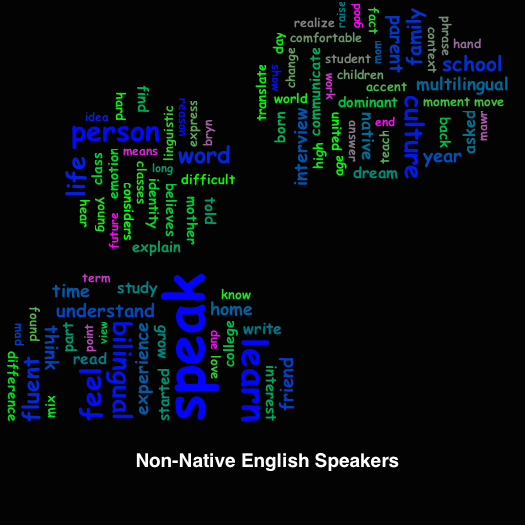 realize
raise
good
fact
family
phrase
context
hand
day
comfortable
mom
parent
change
student
school
translate
show
communicate
work
children
accent
multilingual
world
dominant
moment
move
born
interview
high
united
age
answer
native
end
teach
culture
back
asked
mawr
year
dream
hard
find
idea
person
linguistic
reason
express
bryn
word
life
class
emotion
means
classes
long
difficult
hear
young
future
considers
identity
believes
mother
told
explain
term
time
study
know
understand
speak
home
found
mad
think
part
point
view
bilingual
experience
grow
due
love
college
write
read
learn
difference
fluent
mix
feel
started
interest
friend
Non-Native English Speakers